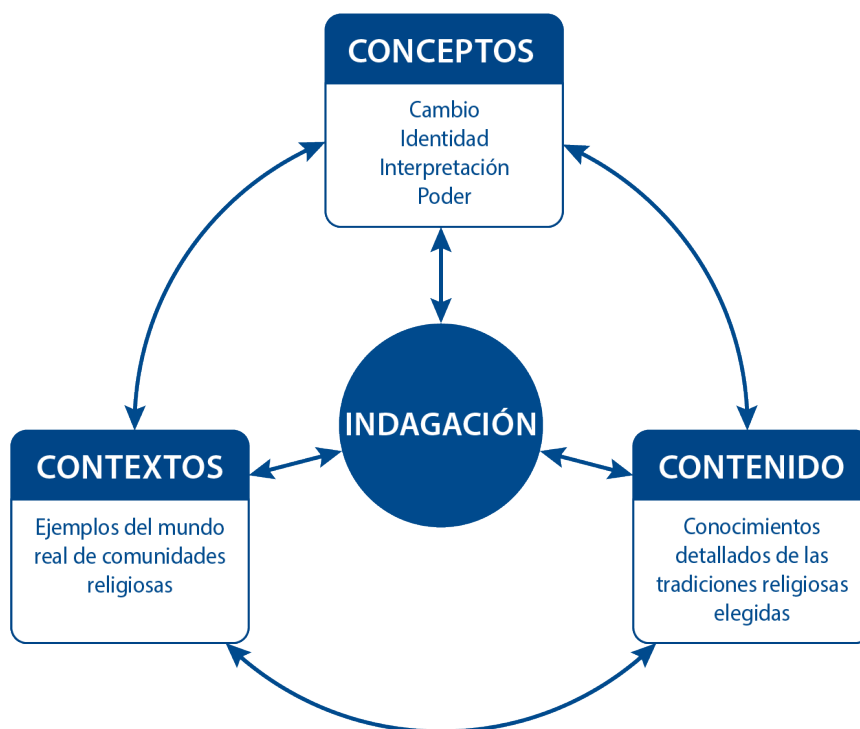 CONCEPTOS
Cambio
Identidad
Interpretación
Poder
INDAGACIÓN
CONTEXTOS
Ejemplos del mundo
real de comunidades
religiosas
CONTENIDO
Conocimientos
detallados de las
tradiciones religiosas
elegidas